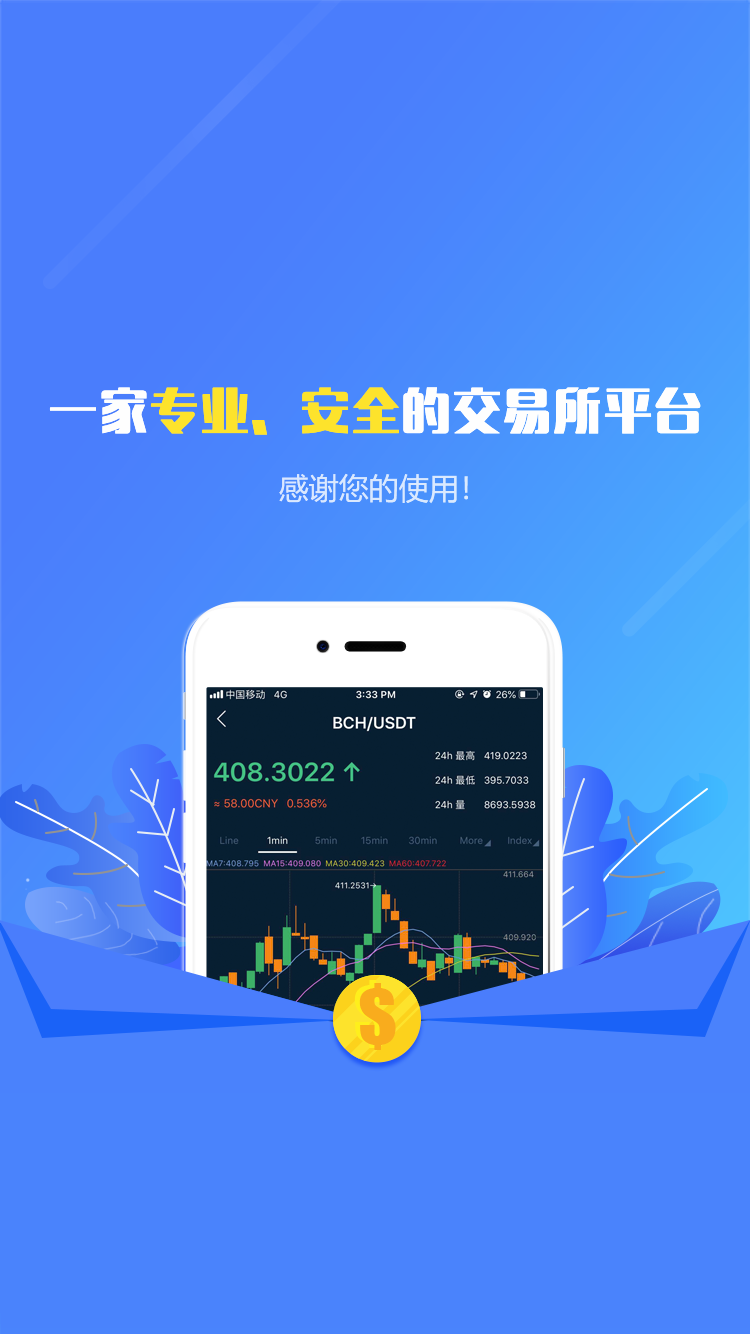 一家专业、安全的交易所平台
感谢您的使用！
中国移动 4G 3:33 PM 26%
BCH/USDT
408.3022 ↑
24h 最高 419.0223
24h 最低 395.7033
≈ 58.00CNY 0.536%
24h 量 8693.5938
Line 1min 5min 15min 30min More Index
MA7:408.795 MA15:409.080 MA30:409.423 MA60:407.722
411.664
411.2531
409.920
$